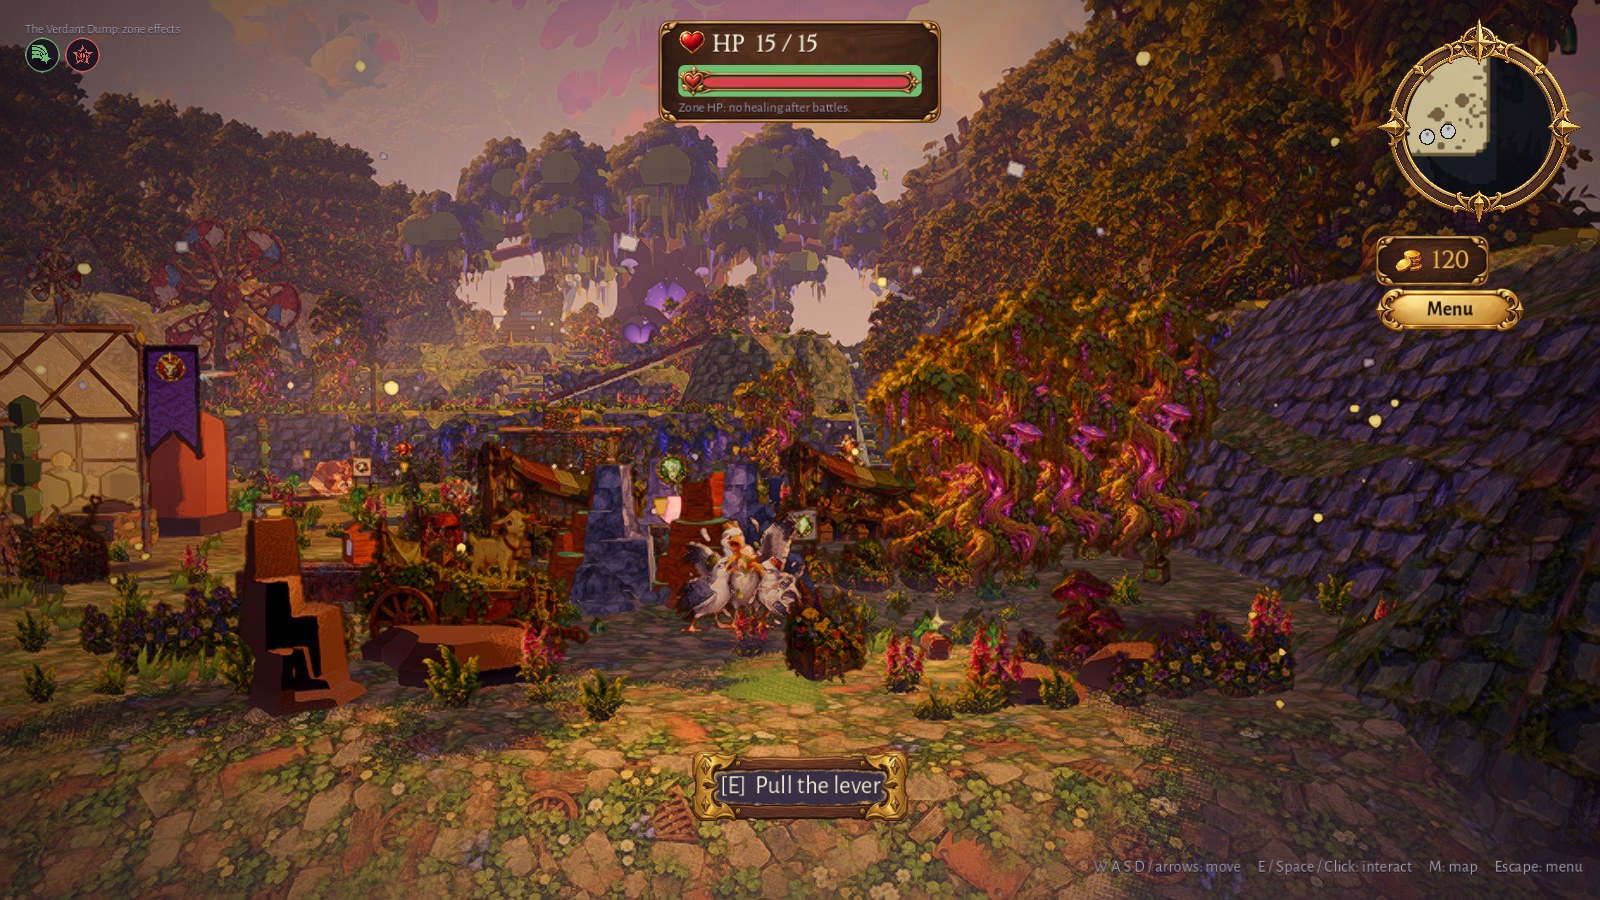 The Verdant Dump: zone effects
HP 15 / 15
Zone HP: no healing after battles.
120
Menu
[E] Pull the lever
W A S D / arrows: move E / Space / Click: interact M: map Escape: menu